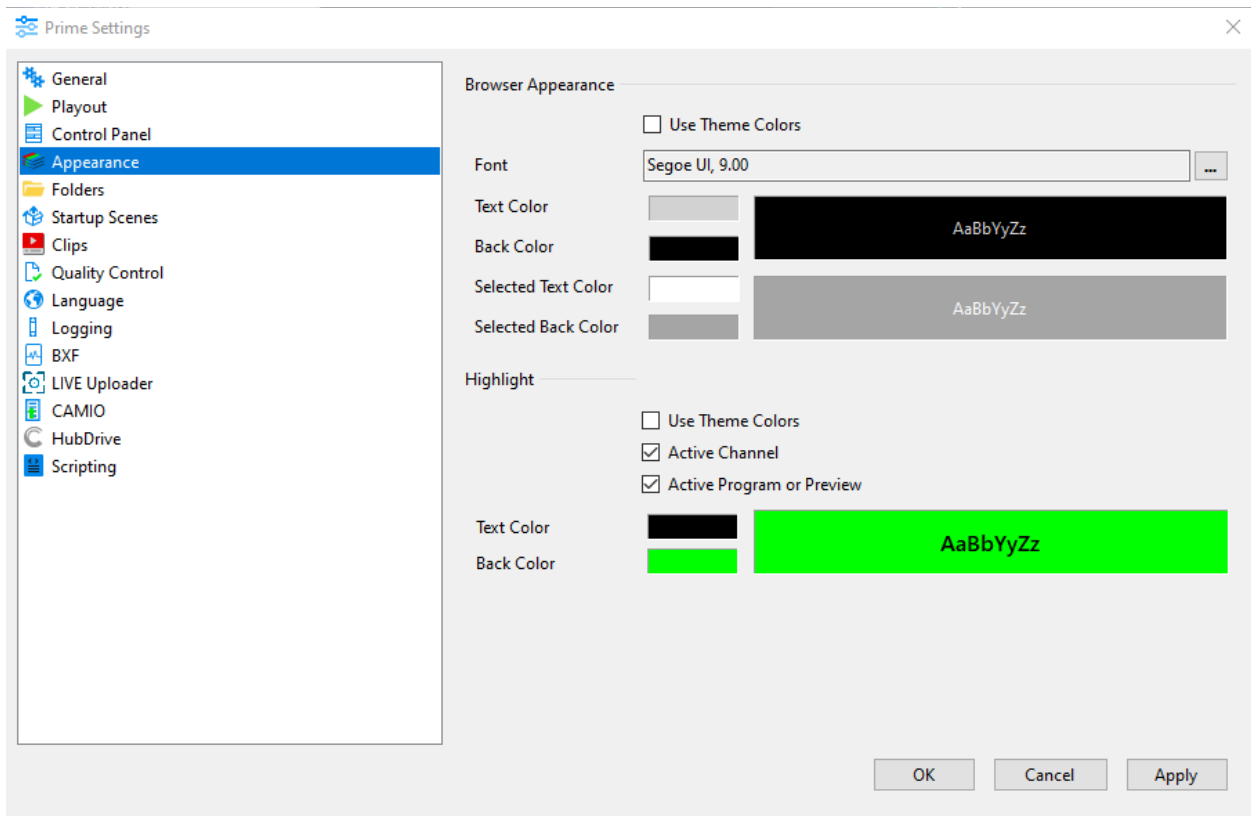 Prime Settings
General
Playout
Control Panel
Appearance
Folders
Startup Scenes
Clips
Quality Control
Language
Logging
BXF
LIVE Uploader
CAMIO
HubDrive
Scripting
Browser Appearance
Use Theme Colors
Font Segoe UI, 9.00 ...
Text Color
AaBbYyZz
Back Color
Selected Text Color
AaBbYyZz
Selected Back Color
Highlight
Use Theme Colors
Active Channel
Active Program or Preview
Text Color
AaBbYyZz
Back Color
OK Cancel Apply